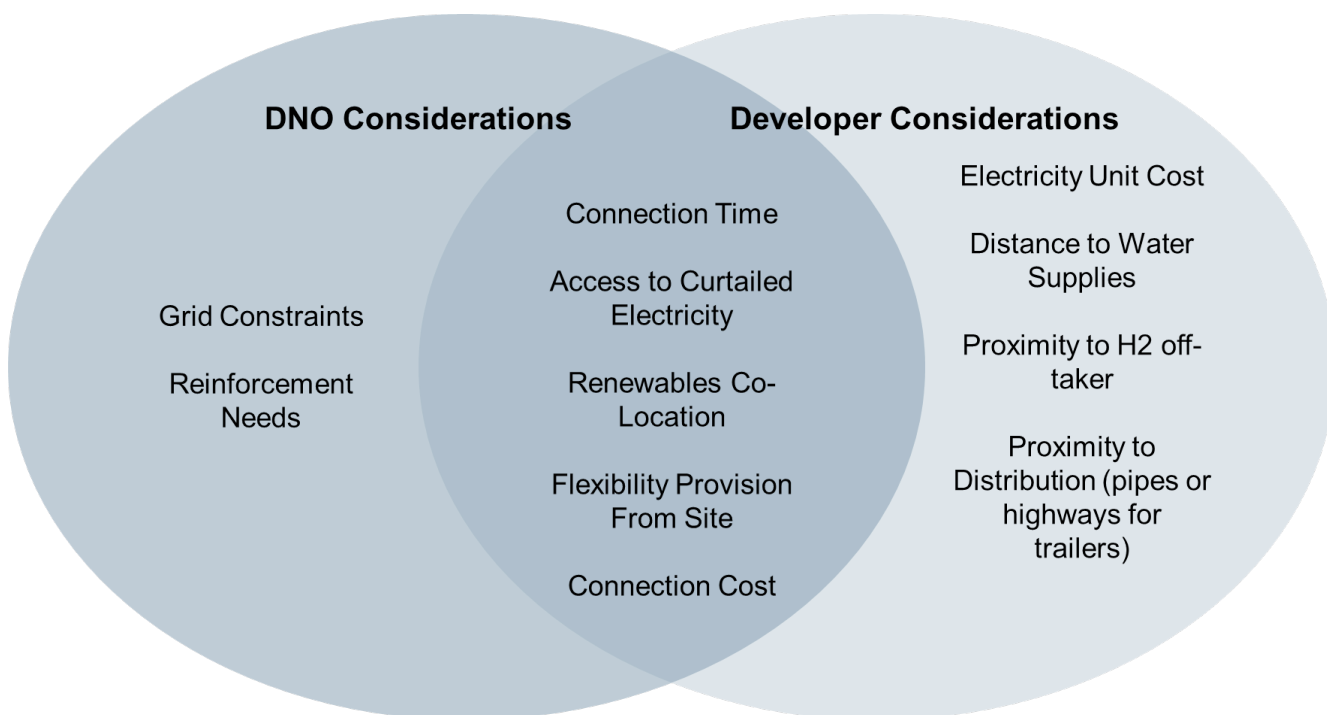 DNO Considerations
Developer Considerations
Grid Constraints
Reinforcement
Needs
Connection Time
Access to Curtailed
Electricity
Renewables Co-
Location
Flexibility Provision
From Site
Connection Cost
Electricity Unit Cost
Distance to Water
Supplies
Proximity to H2 off-
taker
Proximity to
Distribution (pipes or
highways for
trailers)